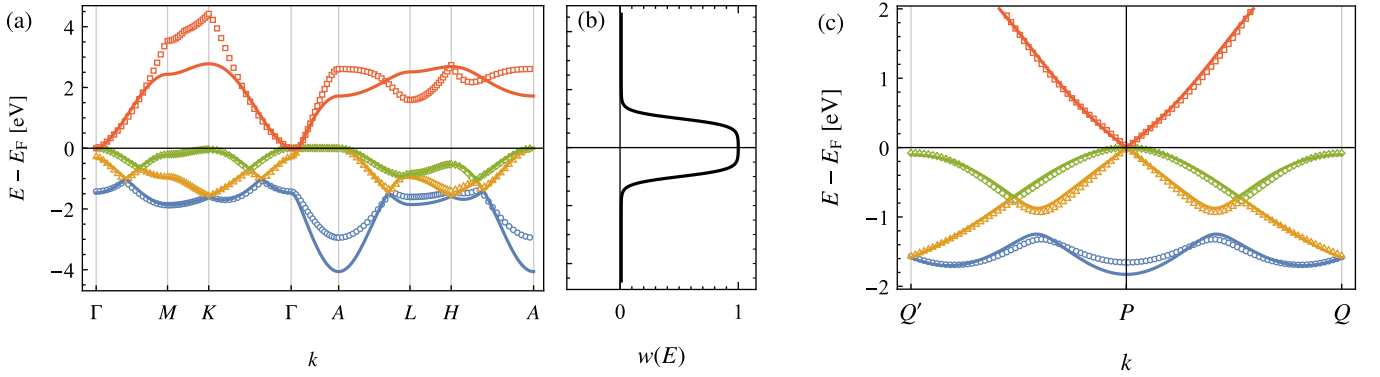 (a)
E − E_F [eV]
4
2
0
−2
−4
Γ M K Γ A L H A
k
(b)
0 1
w(E)
(c)
E − E_F [eV]
2
1
0
−1
−2
Q′ P Q
k